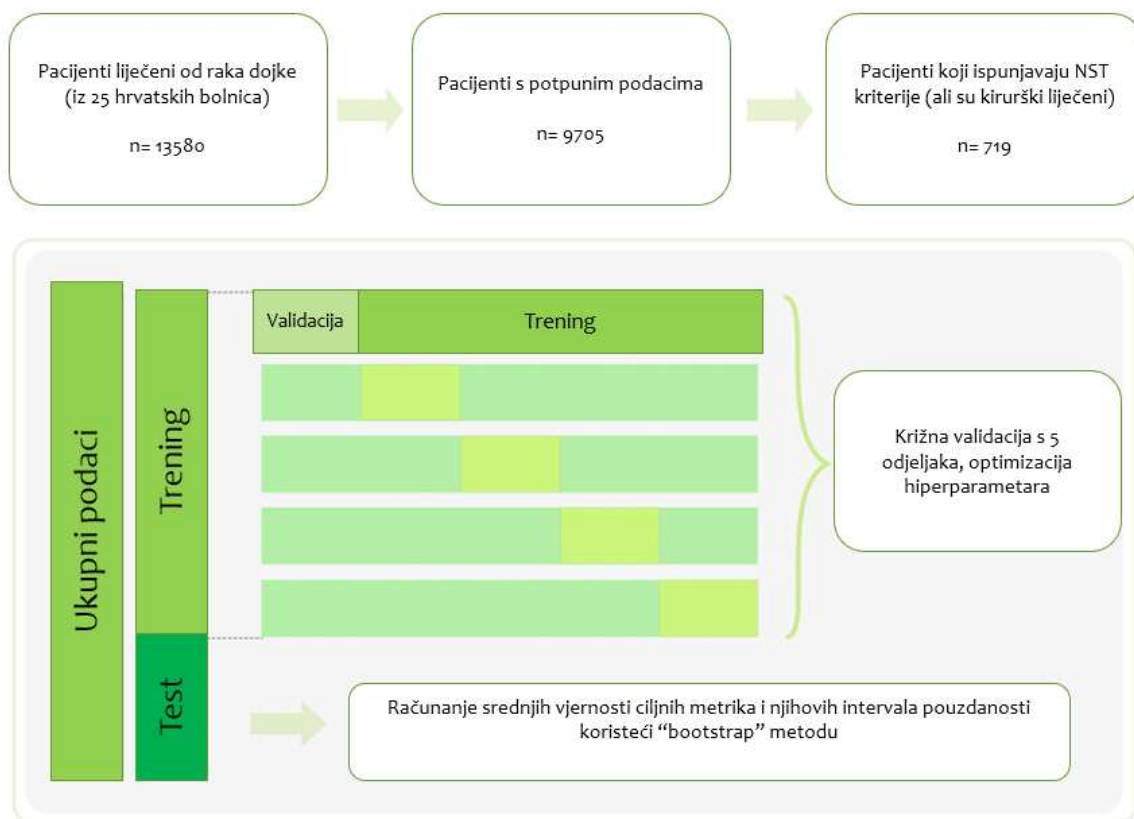 Pacijenti liječeni od raka dojke
(iz 25 hrvatskih bolnica)
n= 13580
Pacijenti s potpunim podacima
n= 9705
Pacijenti koji ispunjavaju NST
kriterije (ali su kirurški liječeni)
n= 719
Ukupni podaci
Trening
Test
Validacija
Trening
Križna validacija s 5
odjeljaka, optimizacija
hiperparametara
Računanje srednjih vjernosti ciljnih metrika i njihovih intervala pouzdanosti
koristeći “bootstrap” metodu